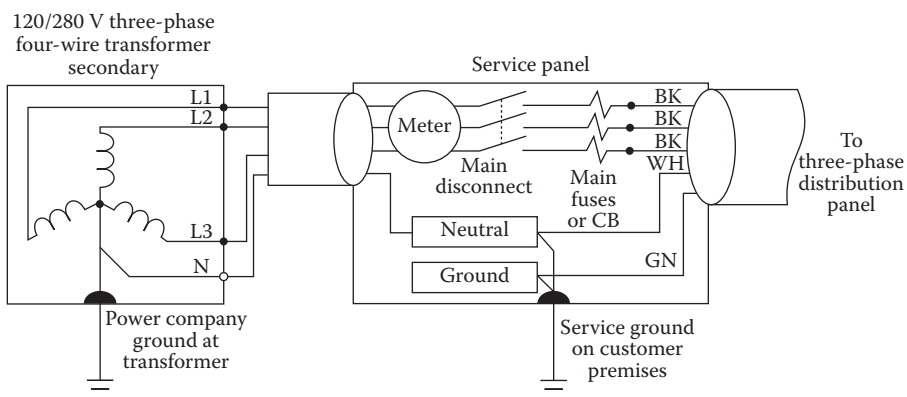 120/280 V three-phase
four-wire transformer
secondary
L1
L2
L3
N
Power company
ground at
transformer
Service panel
Meter
Main
disconnect
Main
fuses
or CB
BK
BK
BK
WH
Neutral
Ground
GN
Service ground
on customer
premises
To
three-phase
distribution
panel